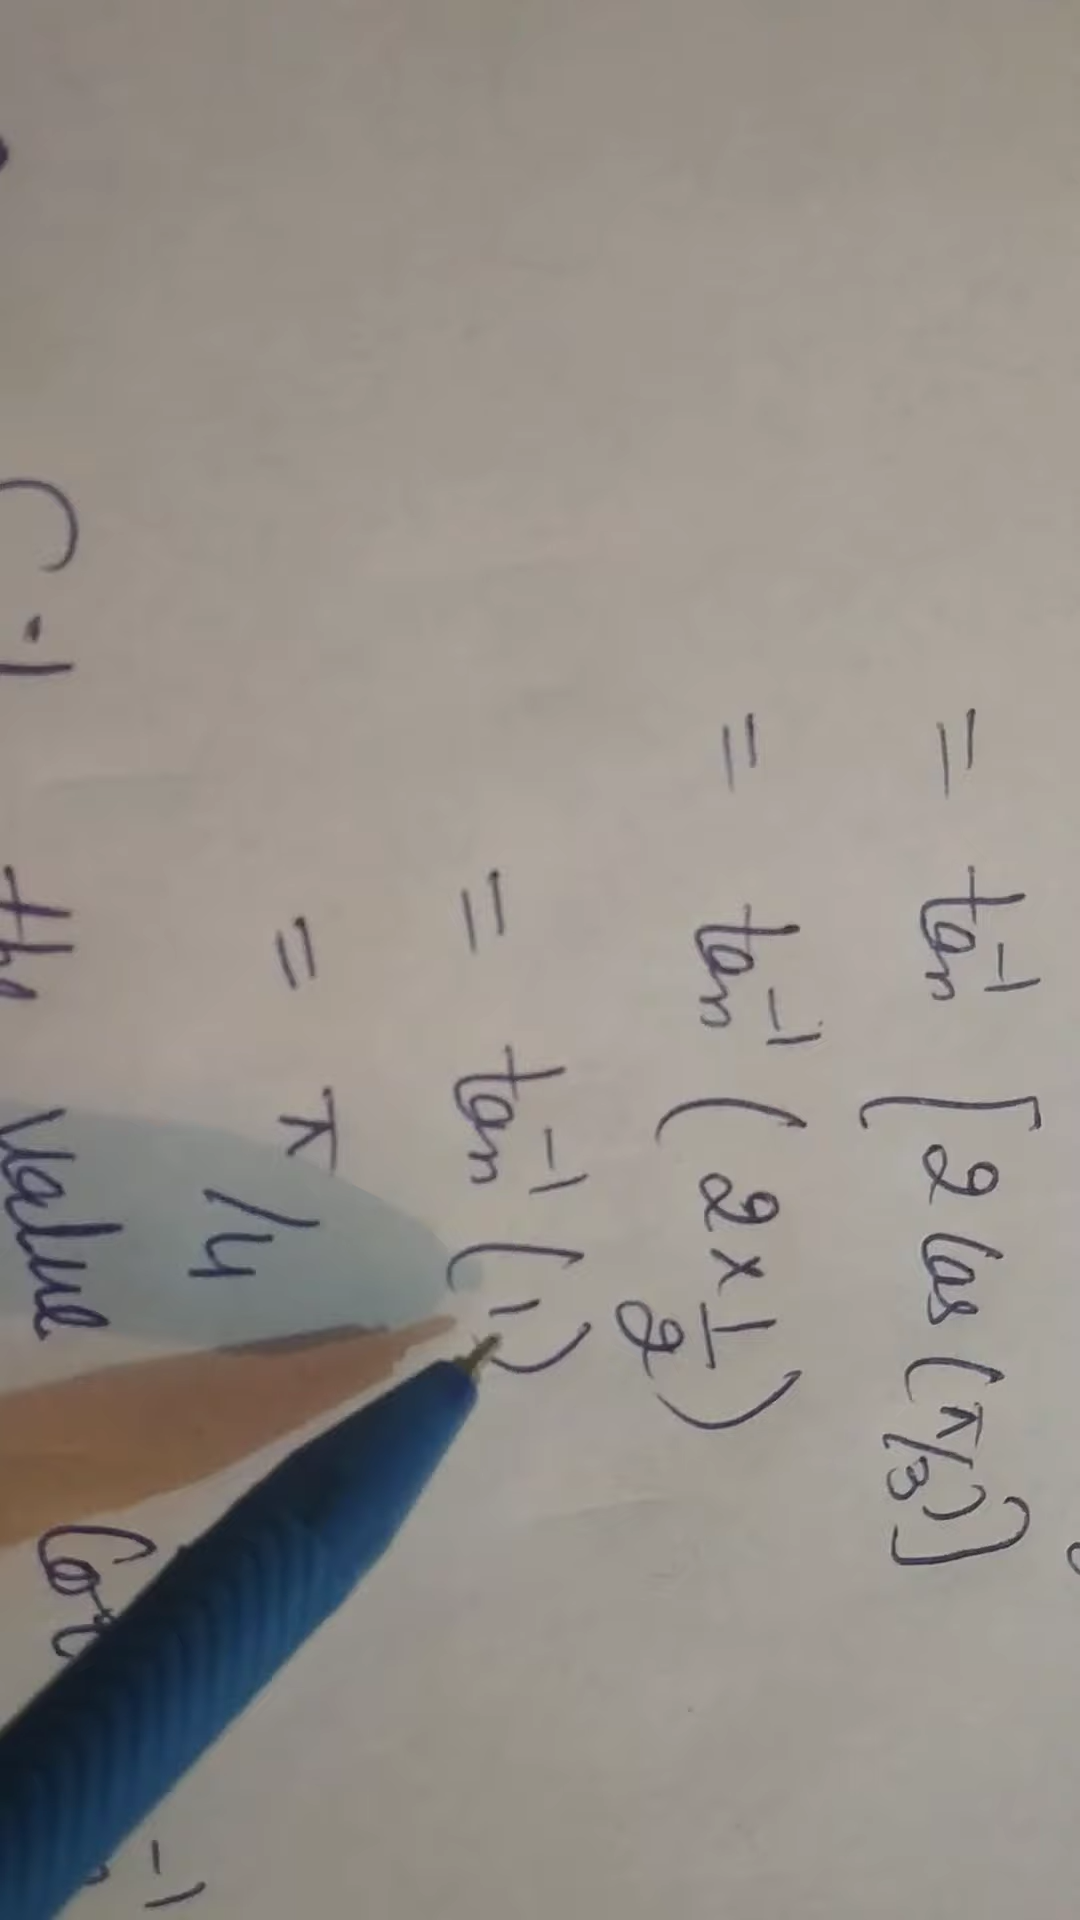 = tan⁻¹ [2 cos (π/3)]
= tan⁻¹ (2 × 1/2)
= tan⁻¹ (1)
= π/4
the value